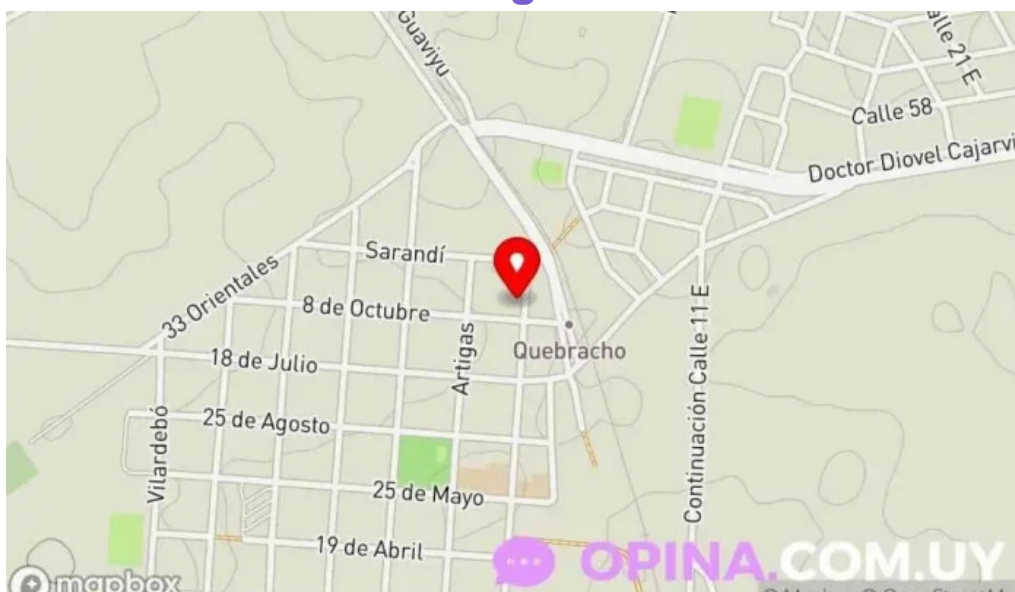 Guaviyu
alle 21 E
Calle 58
Doctor Diovel Cajarvi
Sarandí
33 Orientales
8 de Octubre
Quebracho
18 de Julio
Artigas
Continuación Calle 11 E
25 de Agosto
Vilardebó
25 de Mayo
19 de Abril
OPINA.COM.UY
mapbox